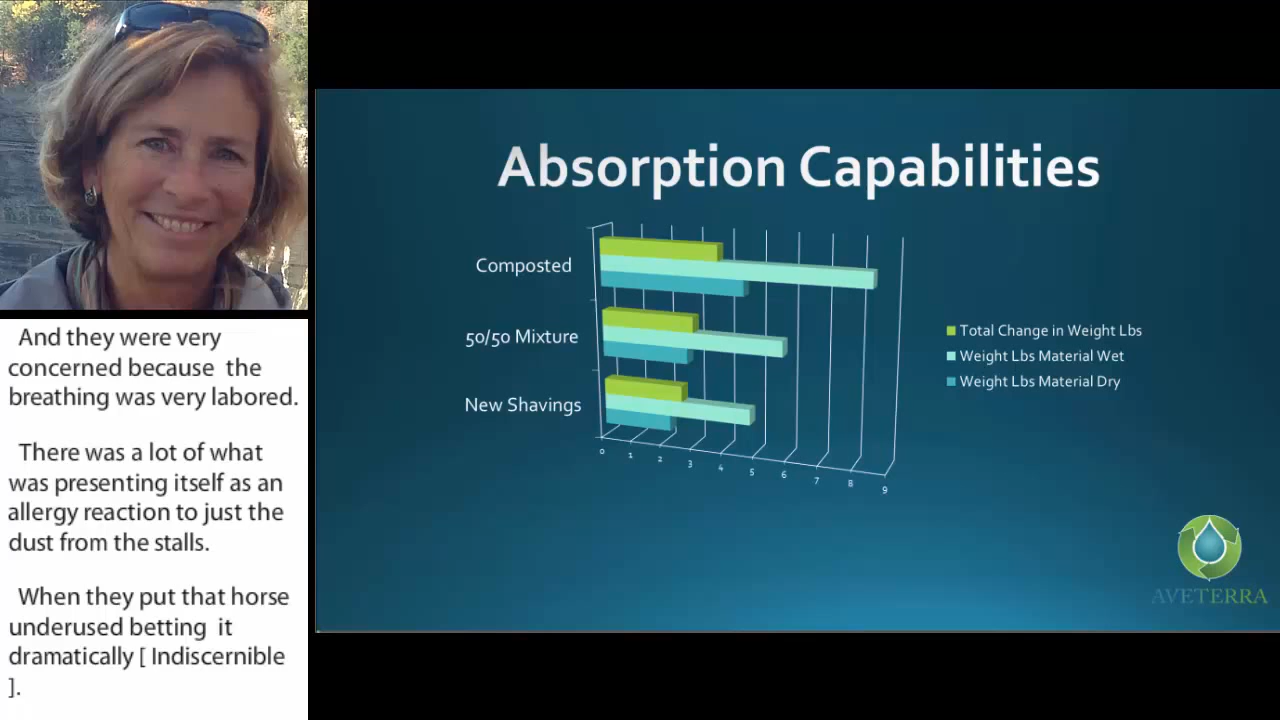 And they were very
concerned because the
breathing was very labored.
There was a lot of what
was presenting itself as an
allergy reaction to just the
dust from the stalls.
When they put that horse
underused betting it
dramatically [ Indiscernible
].
Absorption Capabilities
Composted
50/50 Mixture
New Shavings
0 1 2 3 4 5 6 7 8 9
Total Change in Weight Lbs
Weight Lbs Material Wet
Weight Lbs Material Dry
AVETERRA